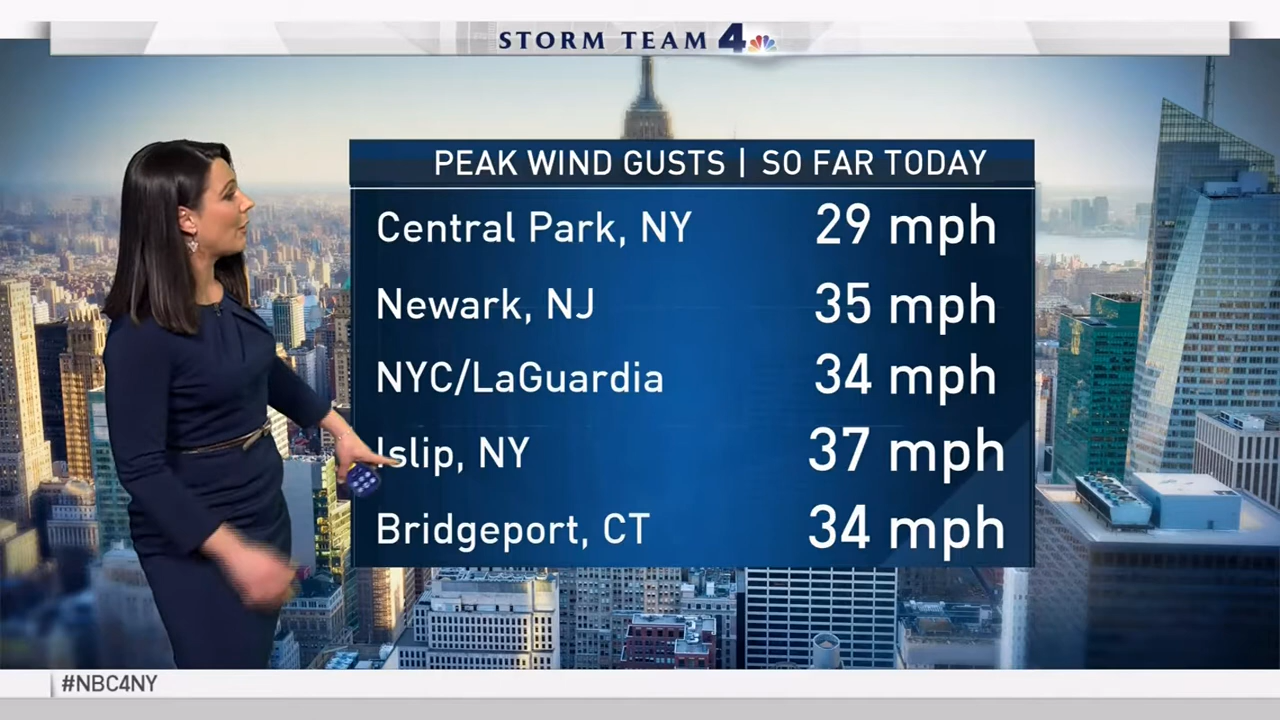 STORM TEAM 4
PEAK WIND GUSTS | SO FAR TODAY
Central Park, NY 29 mph
Newark, NJ 35 mph
NYC/LaGuardia 34 mph
Islip, NY 37 mph
Bridgeport, CT 34 mph
#NBC4NY